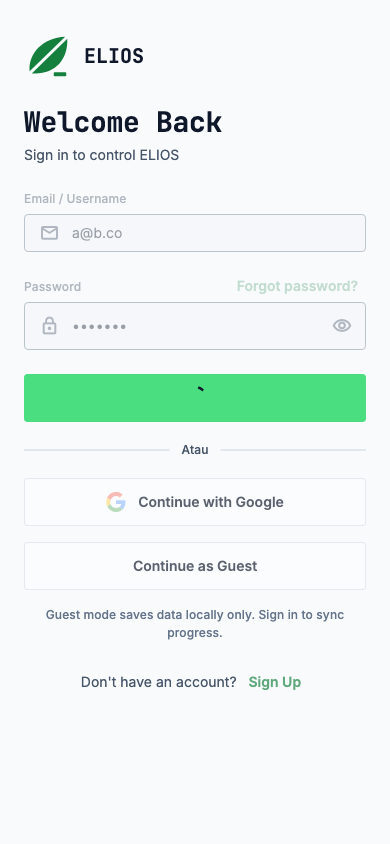 ELIOS
Welcome Back
Sign in to control ELIOS
Email / Username
a@b.co
Password
Forgot password?
•••••••
Atau
Continue with Google
Continue as Guest
Guest mode saves data locally only. Sign in to sync
progress.
Don't have an account? Sign Up